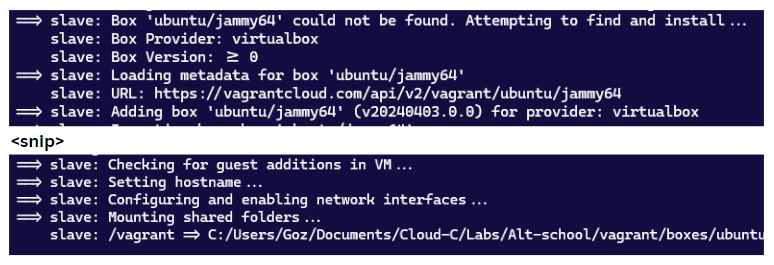 ==> slave: Box 'ubuntu/jammy64' could not be found. Attempting to find and install...
slave: Box Provider: virtualbox
slave: Box Version: >= 0
==> slave: Loading metadata for box 'ubuntu/jammy64'
slave: URL: https://vagrantcloud.com/api/v2/vagrant/ubuntu/jammy64
==> slave: Adding box 'ubuntu/jammy64' (v20240403.0.0) for provider: virtualbox
<snip>
==> slave: Checking for guest additions in VM...
==> slave: Setting hostname...
==> slave: Configuring and enabling network interfaces...
==> slave: Mounting shared folders...
slave: /vagrant => C:/Users/Goz/Documents/Cloud-C/Labs/Alt-school/vagrant/boxes/ubuntu